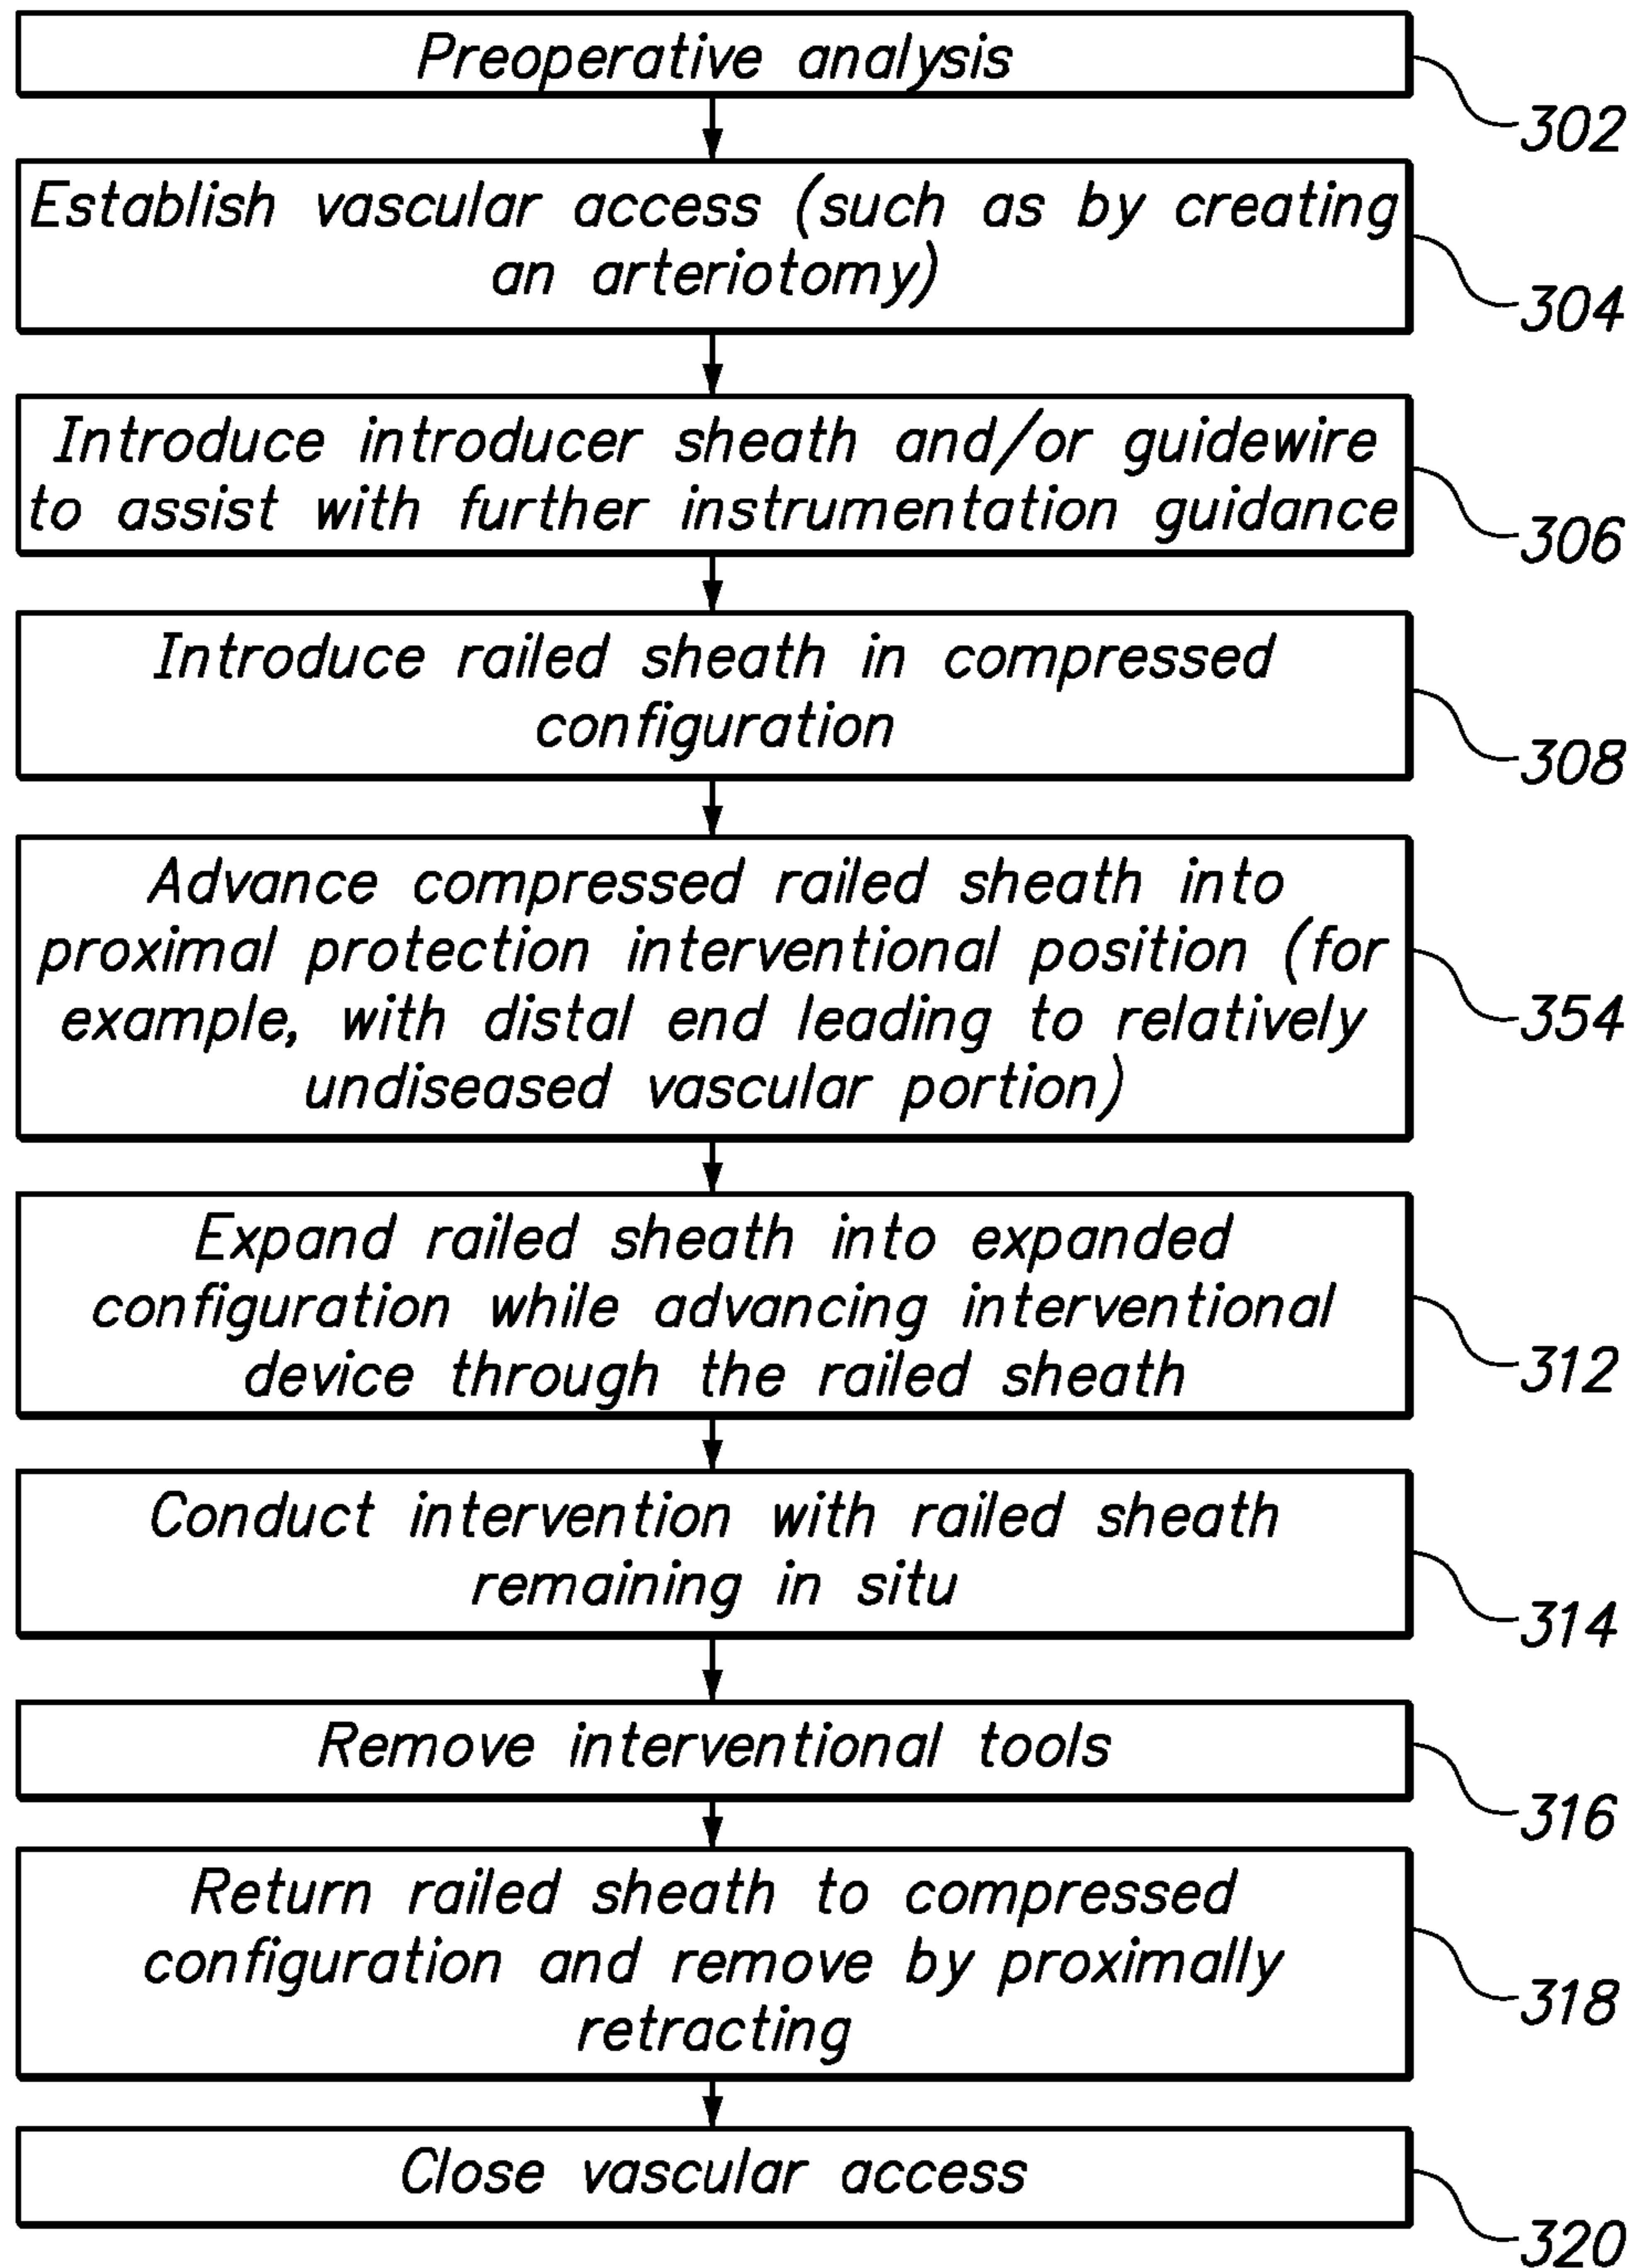 Preoperative analysis
302
Establish vascular access (such as by creating
an arteriotomy)
304
Introduce introducer sheath and/or guidewire
to assist with further instrumentation guidance
306
Introduce railed sheath in compressed
configuration
308
Advance compressed railed sheath into
proximal protection interventional position (for
example, with distal end leading to relatively
undiseased vascular portion)
354
Expand railed sheath into expanded
configuration while advancing interventional
device through the railed sheath
312
Conduct intervention with railed sheath
remaining in situ
314
Remove interventional tools
316
Return railed sheath to compressed
configuration and remove by proximally
retracting
318
Close vascular access
320